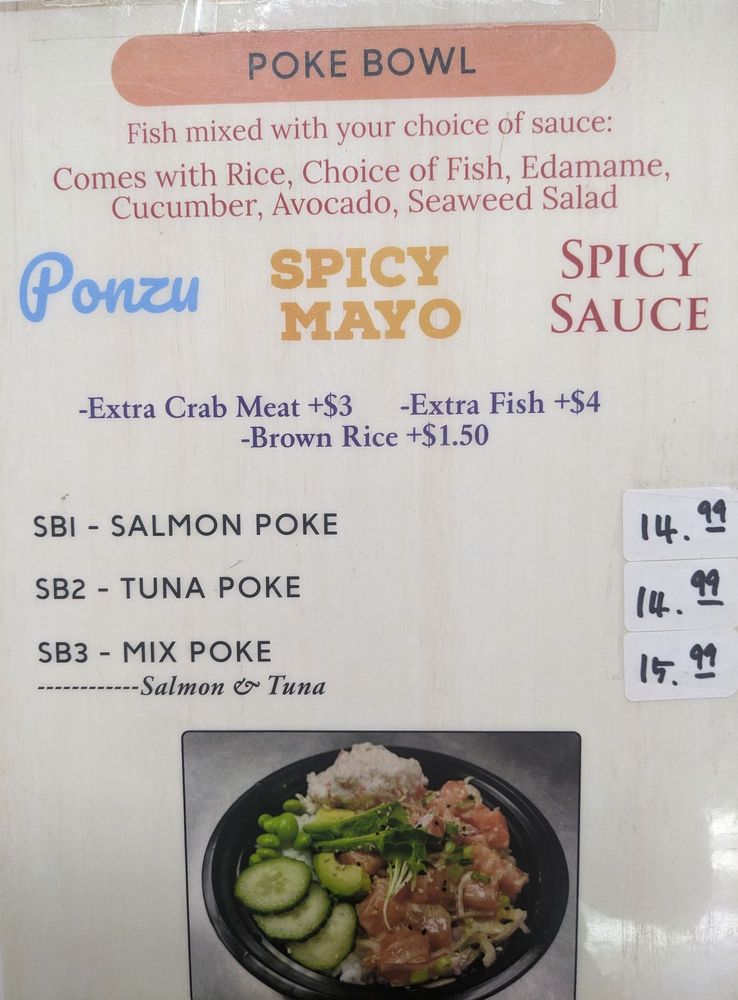 POKE BOWL
Fish mixed with your choice of sauce:
Comes with Rice, Choice of Fish, Edamame,
Cucumber, Avocado, Seaweed Salad
Ponzu
SPICY
MAYO
SPICY
SAUCE
-Extra Crab Meat +$3 -Extra Fish +$4
-Brown Rice +$1.50
SB1 - SALMON POKE 14.99
SB2 - TUNA POKE 14.99
SB3 - MIX POKE 15.99
------------Salmon & Tuna